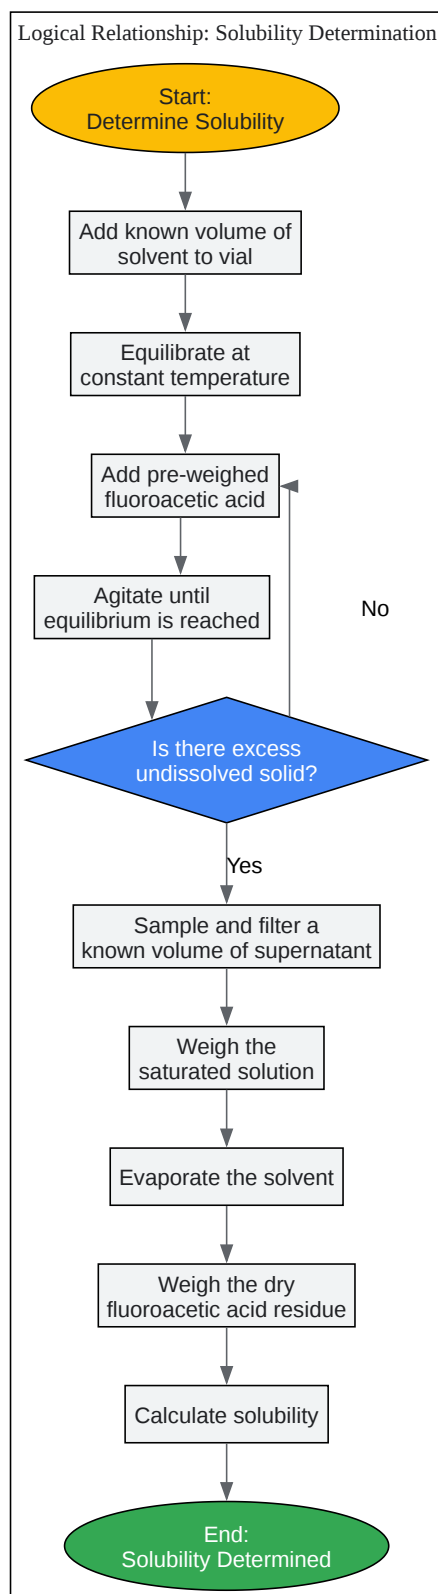 Logical Relationship: Solubility Determination
Start:
Determine Solubility
Add known volume of
solvent to vial
Equilibrate at
constant temperature
Add pre-weighed
fluoroacetic acid
Agitate until
equilibrium is reached
No
Is there excess
undissolved solid?
Yes
Sample and filter a
known volume of supernatant
Weigh the
saturated solution
Evaporate the solvent
Weigh the dry
fluoroacetic acid residue
Calculate solubility
End:
Solubility Determined